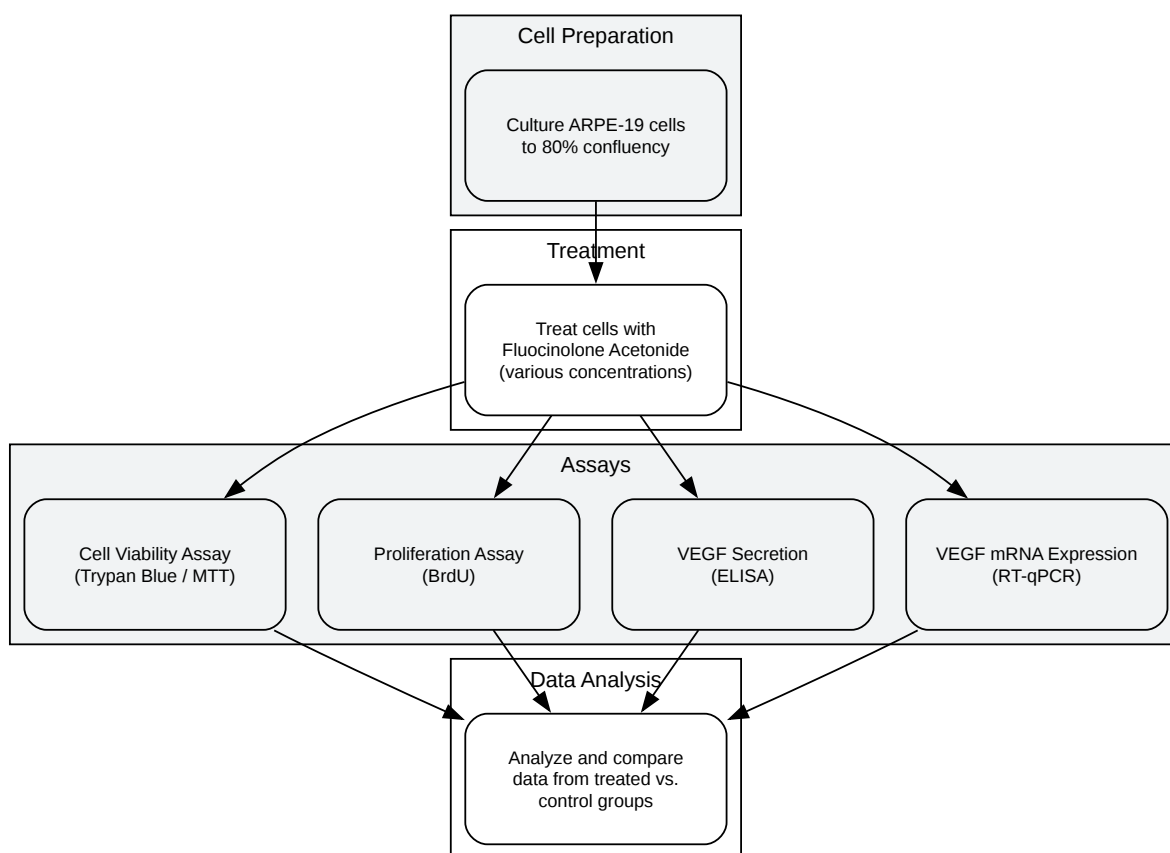 Cell Preparation
Culture ARPE-19 cells
to 80% confluency
Treatment
Treat cells with
Fluocinolone Acetonide
(various concentrations)
Assays
Cell Viability Assay
(Trypan Blue / MTT)
Proliferation Assay
(BrdU)
VEGF Secretion
(ELISA)
VEGF mRNA Expression
(RT-qPCR)
Data Analysis
Analyze and compare
data from treated vs.
control groups